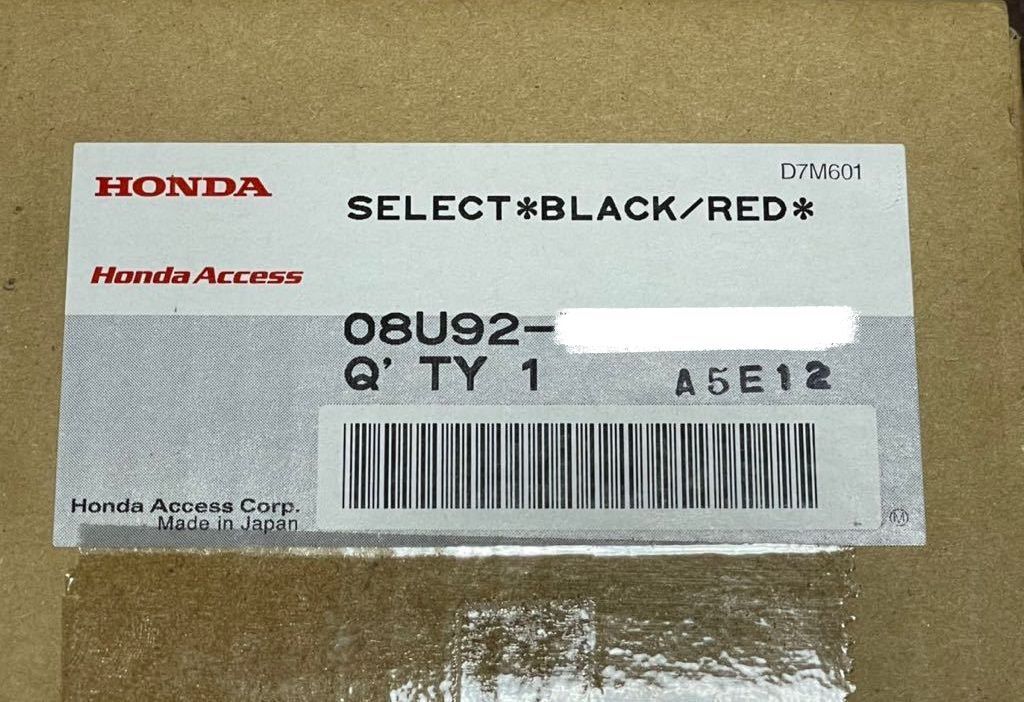 HONDA
D7M601
SELECT*BLACK/RED*
Honda Access
08U92-
Q'TY 1
A5E12
Honda Access Corp.
Made in Japan
M